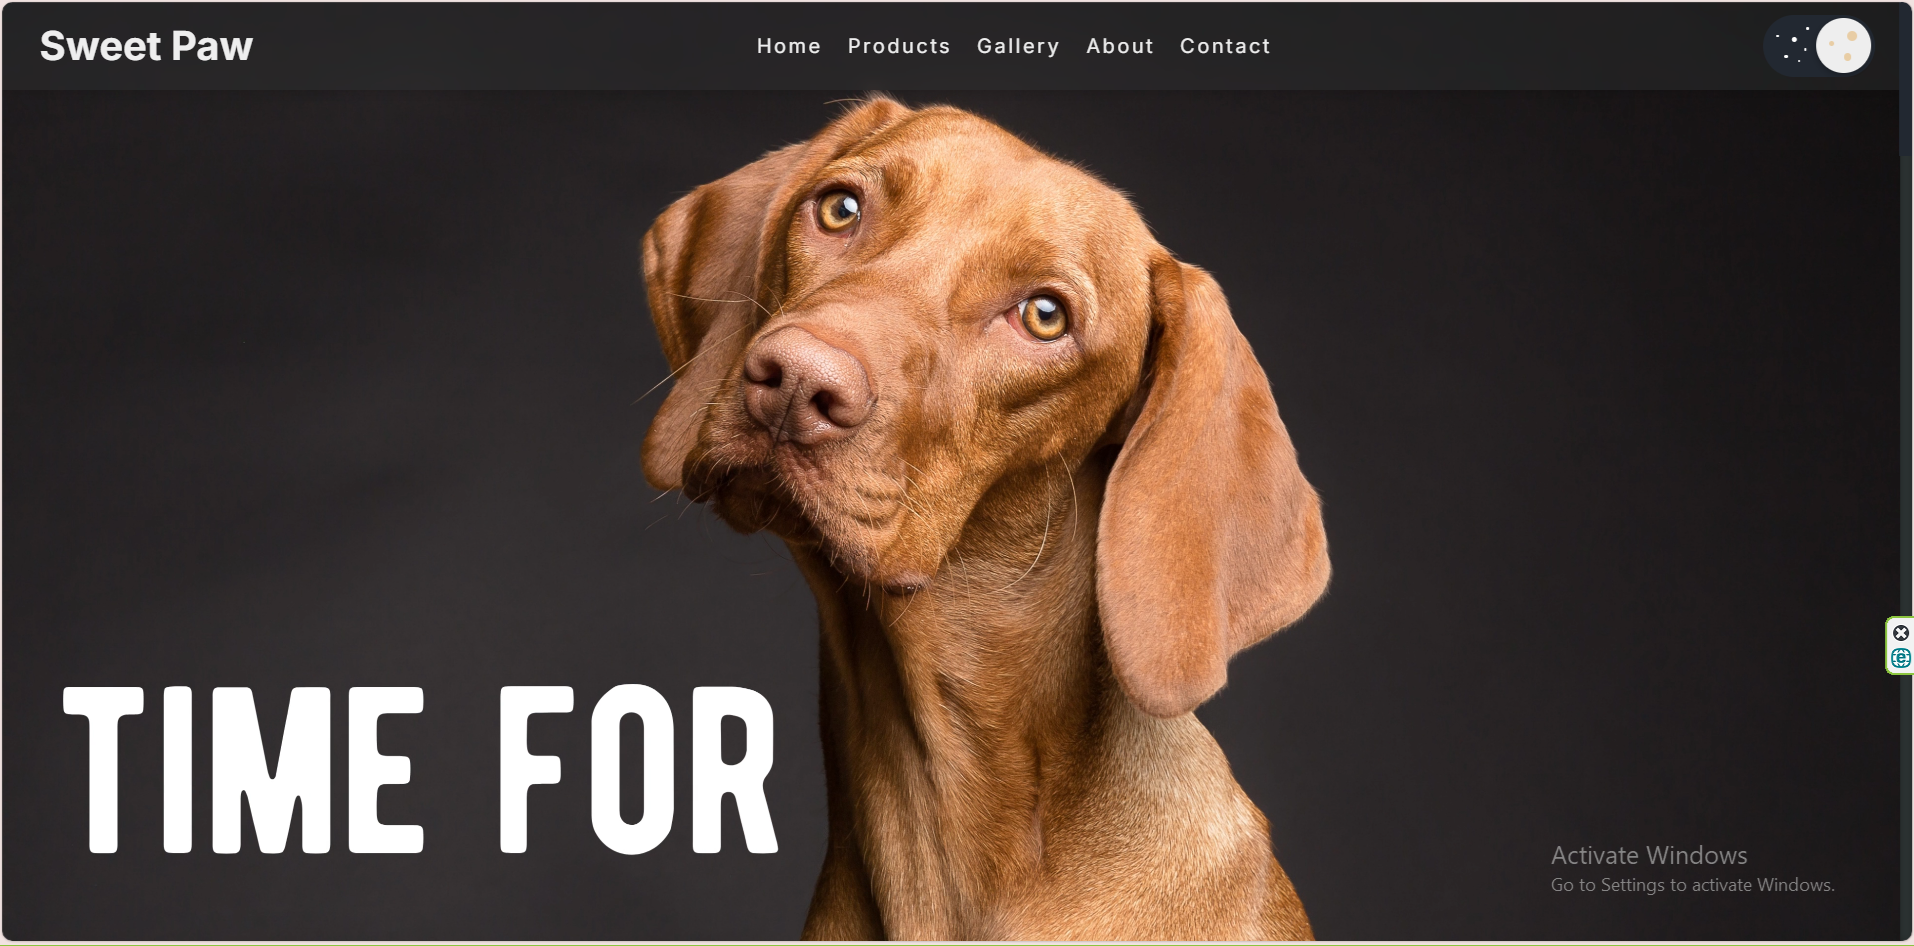 Sweet Paw
Home Products Gallery About Contact
TIME FOR
Activate Windows
Go to Settings to activate Windows.